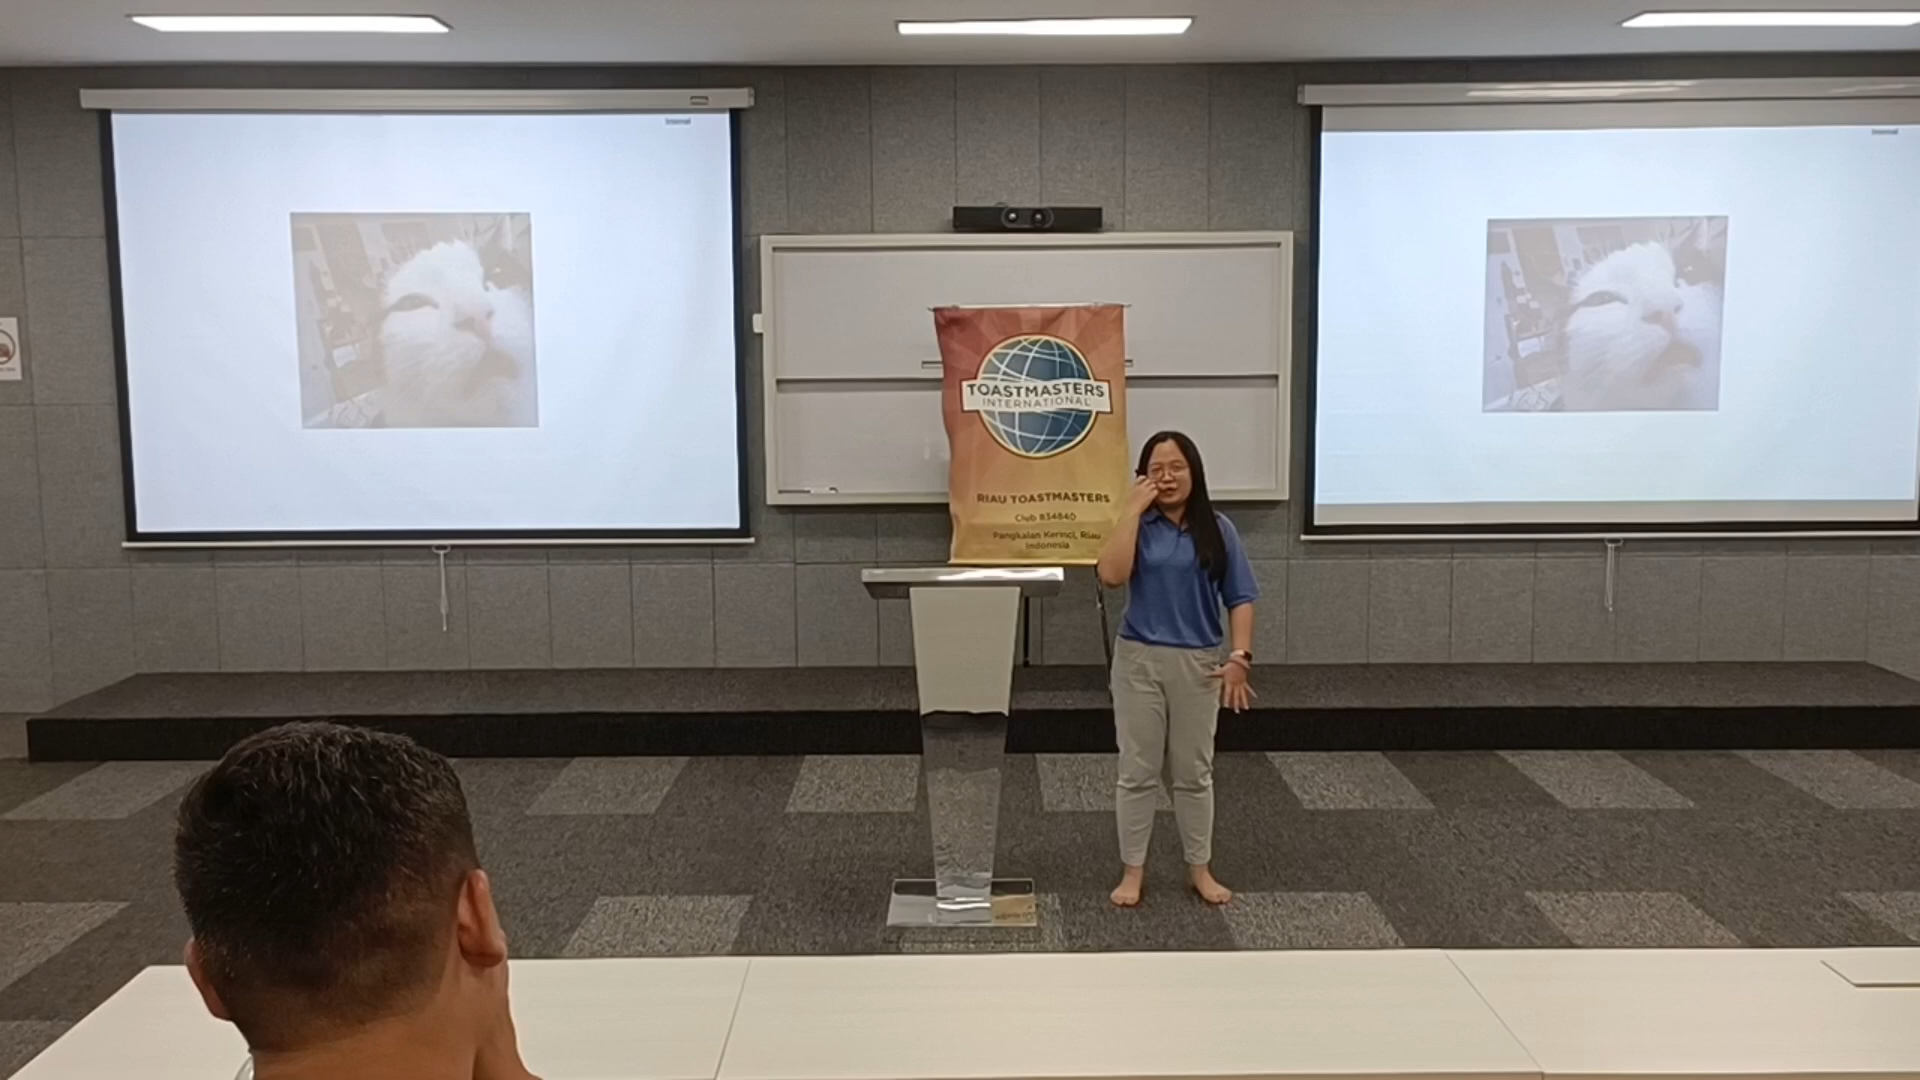 Internal
Internal
TOASTMASTERS
INTERNATIONAL
RIAU TOASTMASTERS
Club 834840
Pangkalan Kerinci, Riau
Indonesia